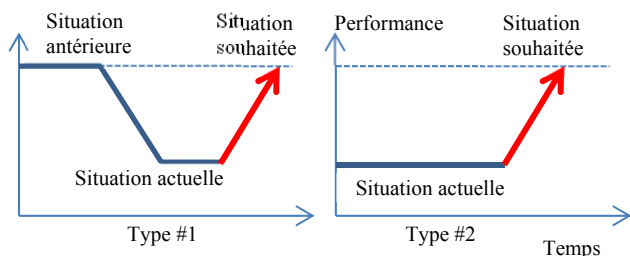 Situation
antérieure
Situation
souhaitée
Situation actuelle
Type #1
Performance
Situation
souhaitée
Situation actuelle
Type #2
Temps